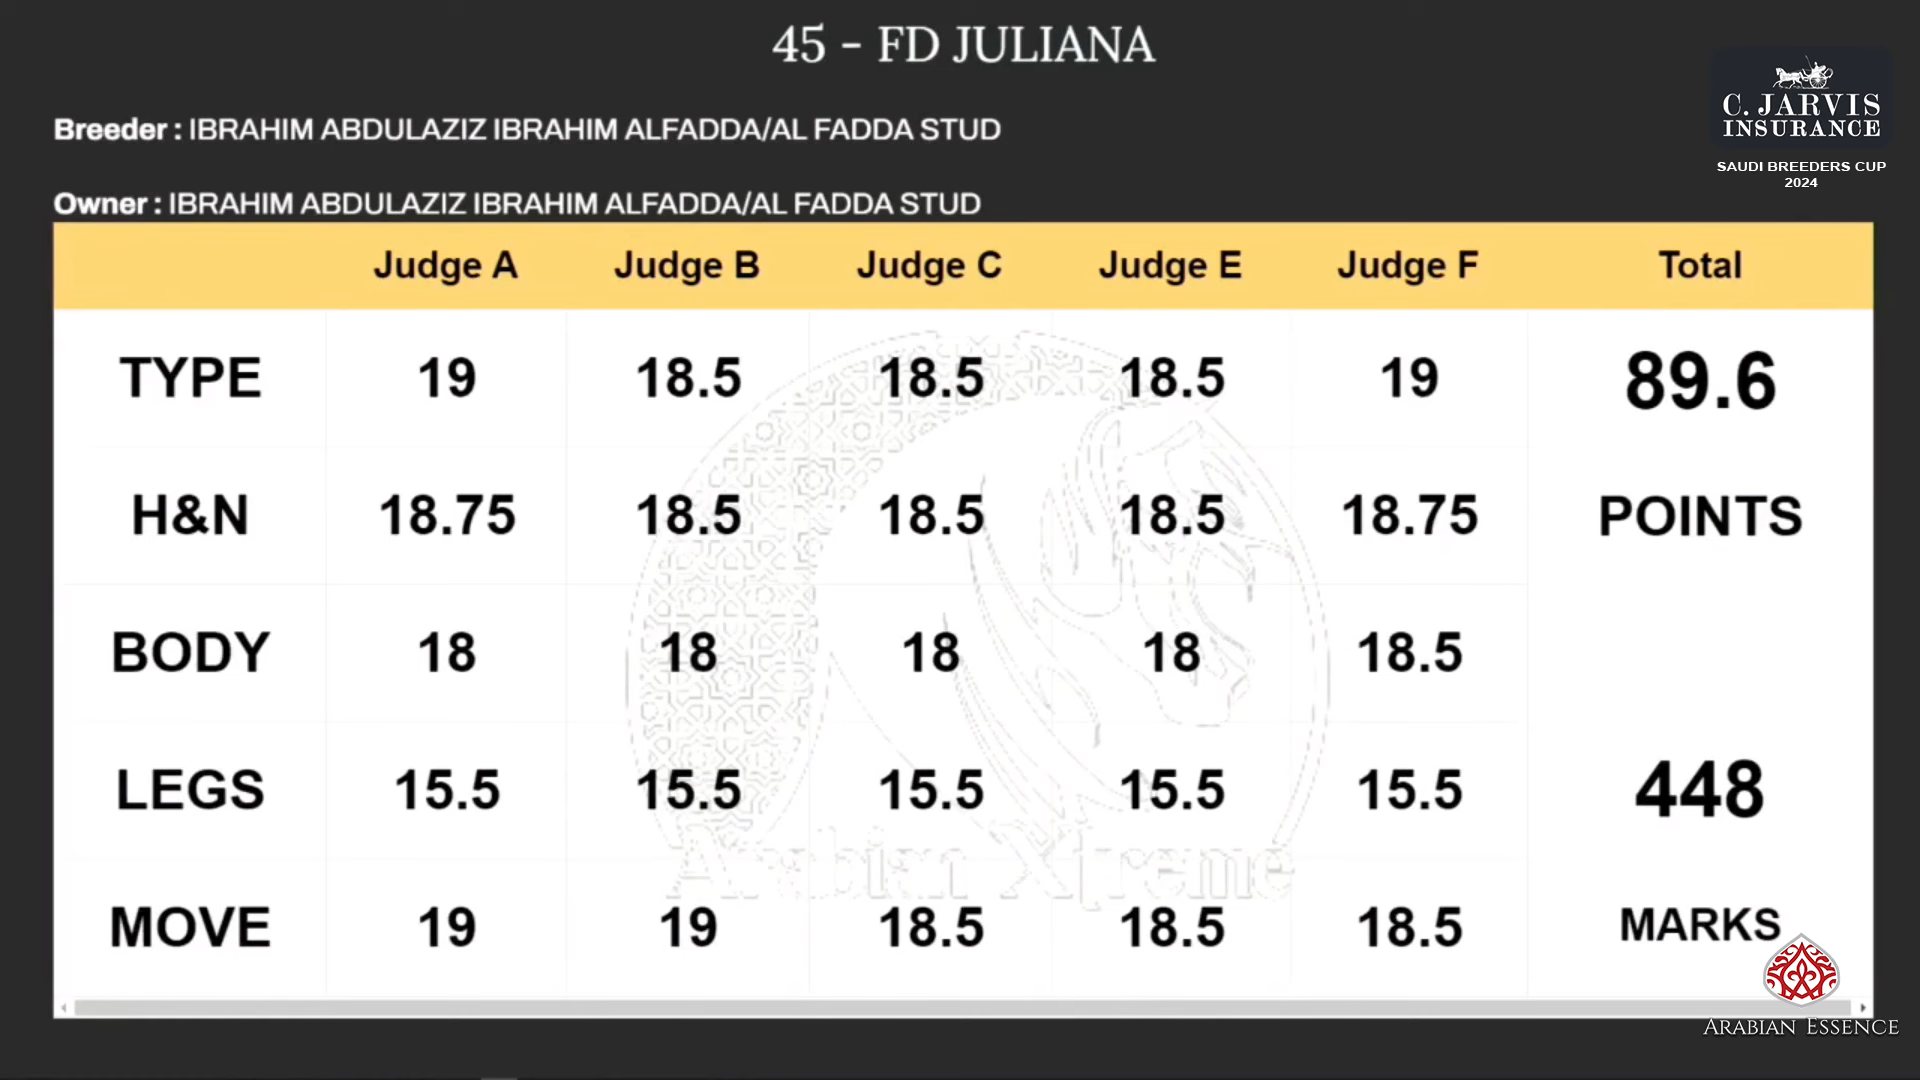 45 - FD JULIANA
C. JARVIS
INSURANCE
SAUDI BREEDERS CUP
2024
Breeder : IBRAHIM ABDULAZIZ IBRAHIM ALFADDA/AL FADDA STUD
Owner : IBRAHIM ABDULAZIZ IBRAHIM ALFADDA/AL FADDA STUD
Judge A Judge B Judge C Judge E Judge F Total
TYPE 19 18.5 18.5 18.5 19 89.6
H&N 18.75 18.5 18.5 18.5 18.75 POINTS
BODY 18 18 18 18 18.5
LEGS 15.5 15.5 15.5 15.5 15.5 448
Arabian Xtreme
MOVE 19 19 18.5 18.5 18.5 MARKS
ARABIAN ESSENCE